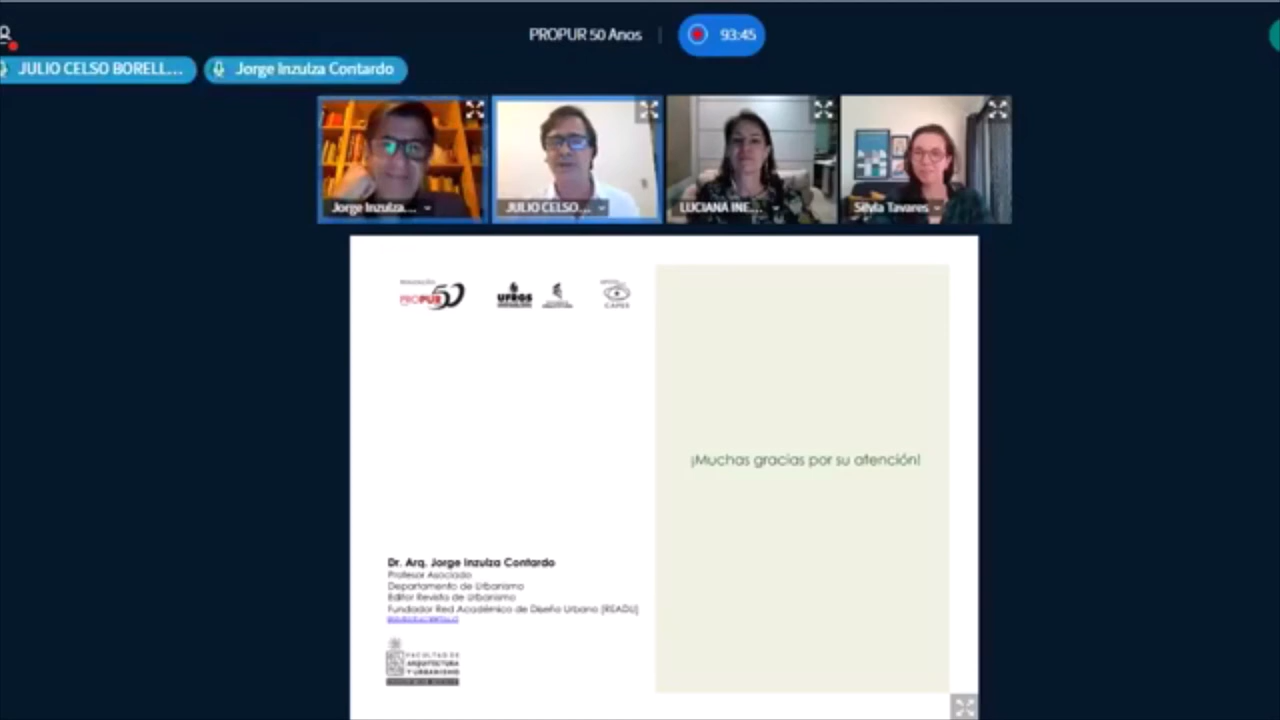 PROPUR 50 Anos
93:45
JULIO CELSO BORELL...
Jorge Inzulza Contardo
Jorge Inzulza...
JULIO CELSO...
LUCIANA INE...
Silvia Tavares
PROPUR 50
UFRGS
CAPES
¡Muchas gracias por su atención!
Dr. Arq. Jorge Inzulza Contardo
Profesor Asociado
Departamento de Urbanismo
Editor Revista de Urbanismo
Fundador Red Académica de Diseño Urbano [READU]
FACULTAD DE
ARQUITECTURA
Y URBANISMO